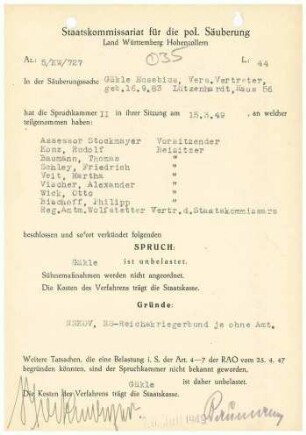 Staatskommissariat für die pol. Säuberung
Land Württemberg Hohenzollern
Az.: 5/ZW/727
135
L: 44
In der Säuberungssache Gükle Eusebius, Vers.Vertreter,
geb.16.9.83 Lützenhardt, Haus 56
hat die Spruchkammer II in ihrer Sitzung am 15.3.49, an welcher
teilgenommen haben:
Assessor Stockmayer Vorsitzender
Konz, Rudolf Beisitzer
Baumann, Thomas "
Schley, Friedrich "
Veit, Martha "
Vischer, Alexander "
Wick, Otto "
Bischoff, Philipp "
Reg.Actm.Wolfstetter Vertr.d.Staatskommissars
beschlossen und sofort verkündet folgenden
SPRUCH:
Gükle ist unbelastet.
Sühnemaßnahmen werden nicht angeordnet.
Die Kosten des Verfahrens trägt die Staatskasse.
Gründe:
NSKOV, NS-Reichskriegerbund je ohne Amt.
Weitere Tatsachen, die eine Belastung i. S. der Art. 4-7 der RAO vom 25. 4. 47
begründen könnten, sind der Spruchkammer nicht bekannt geworden.
Gükle ist daher unbelastet.
Die Kosten des Verfahrens trägt die Staatskasse.